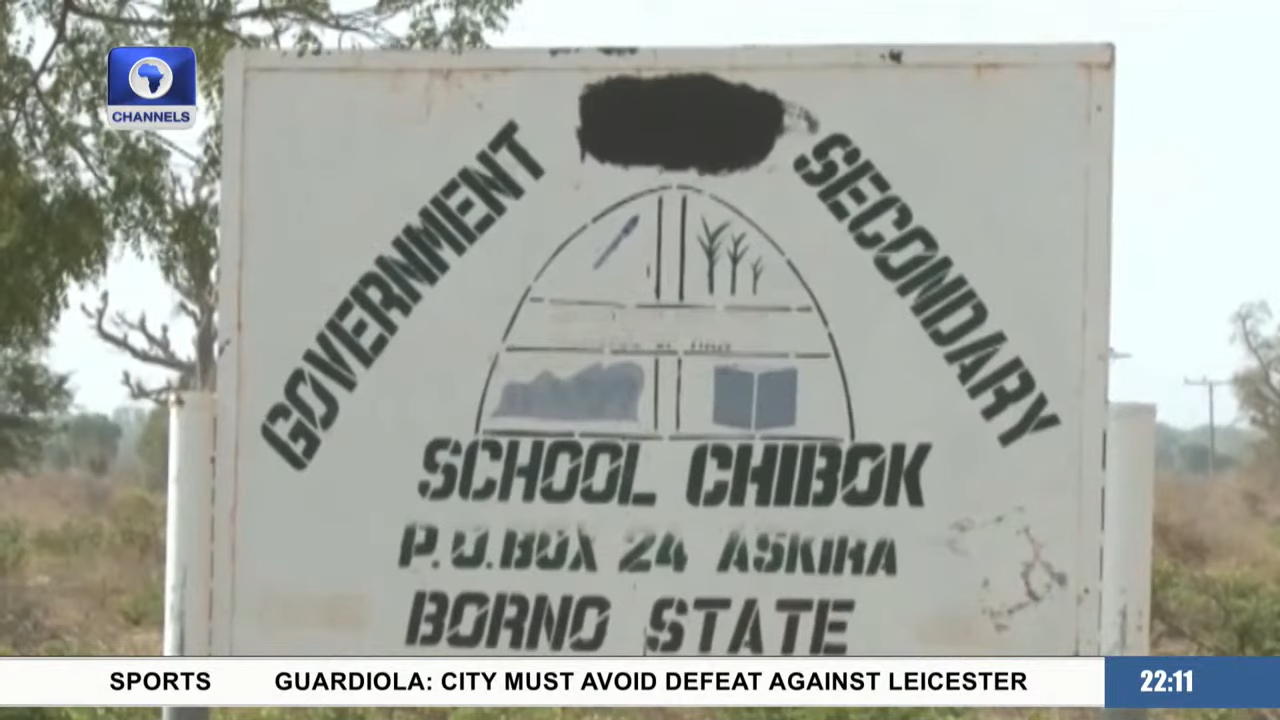 CHANNELS
GOVERNMENT
SECONDARY
SCHOOL CHIBOK
P.O.BOX 24 ASKIRA
BORNO STATE
SPORTS GUARDIOLA: CITY MUST AVOID DEFEAT AGAINST LEICESTER 22:11